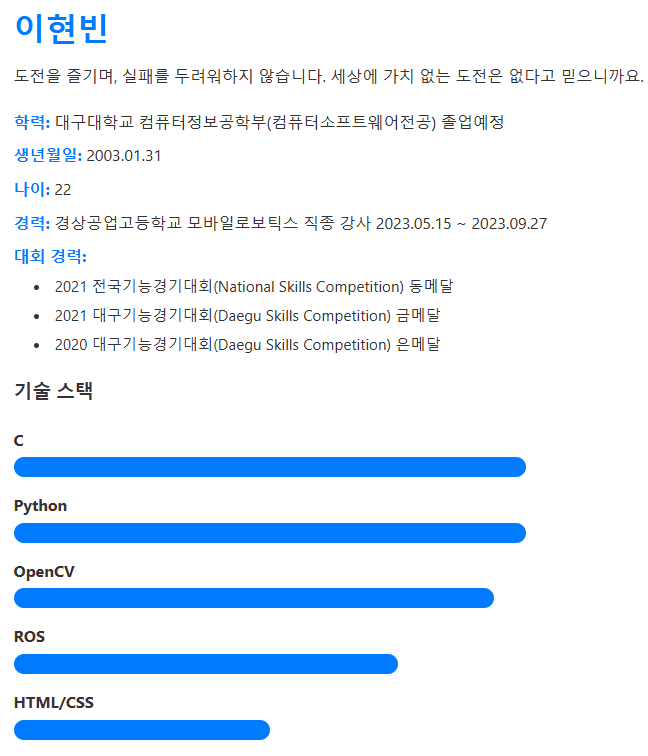 이현빈
도전을 즐기며, 실패를 두려워하지 않습니다. 세상에 가치 없는 도전은 없다고 믿으니까요.
학력: 대구대학교 컴퓨터정보공학부(컴퓨터소프트웨어전공) 졸업예정
생년월일: 2003.01.31
나이: 22
경력: 경상공업고등학교 모바일로보틱스 직종 강사 2023.05.15 ~ 2023.09.27
대회 경력:
• 2021 전국기능경기대회(National Skills Competition) 동메달
• 2021 대구기능경기대회(Daegu Skills Competition) 금메달
• 2020 대구기능경기대회(Daegu Skills Competition) 은메달
기술 스택
C
Python
OpenCV
ROS
HTML/CSS